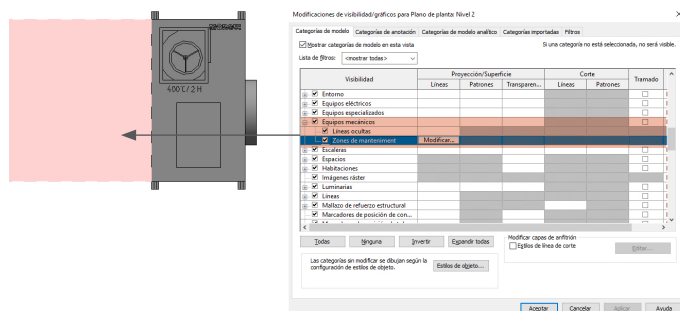 400°C/ 2 H
Modificaciones de visibilidad/gráficos para Plano de planta: Nivel 2
Categorías de modelo Categorías de anotación Categorías de modelo analítico Categorías importadas Filtros
Mostrar categorías de modelo en esta vista Si una categoría no está seleccionada, no será visible.
Lista de filtros: <mostrar todas>
Visibilidad Proyección/Superficie Corte Tramado
Líneas Patrones Transparen... Líneas Patrones
Entorno
Equipos eléctricos
Equipos especializados
Equipos mecánicos
Líneas ocultas
Zones de manteniment Modificar...
Escaleras
Espacios
Habitaciones
Imágenes ráster
Luminarias
Líneas
Mallazo de refuerzo estructural
Marcadores de posición de con...
Todas Ninguna Invertir Expandir todas
Modificar capas de anfitrión
Estilos de línea de corte Editar...
Las categorías sin modificar se dibujan según la
configuración de estilos de objeto.
Estilos de objeto...
Aceptar Cancelar Aplicar Ayuda